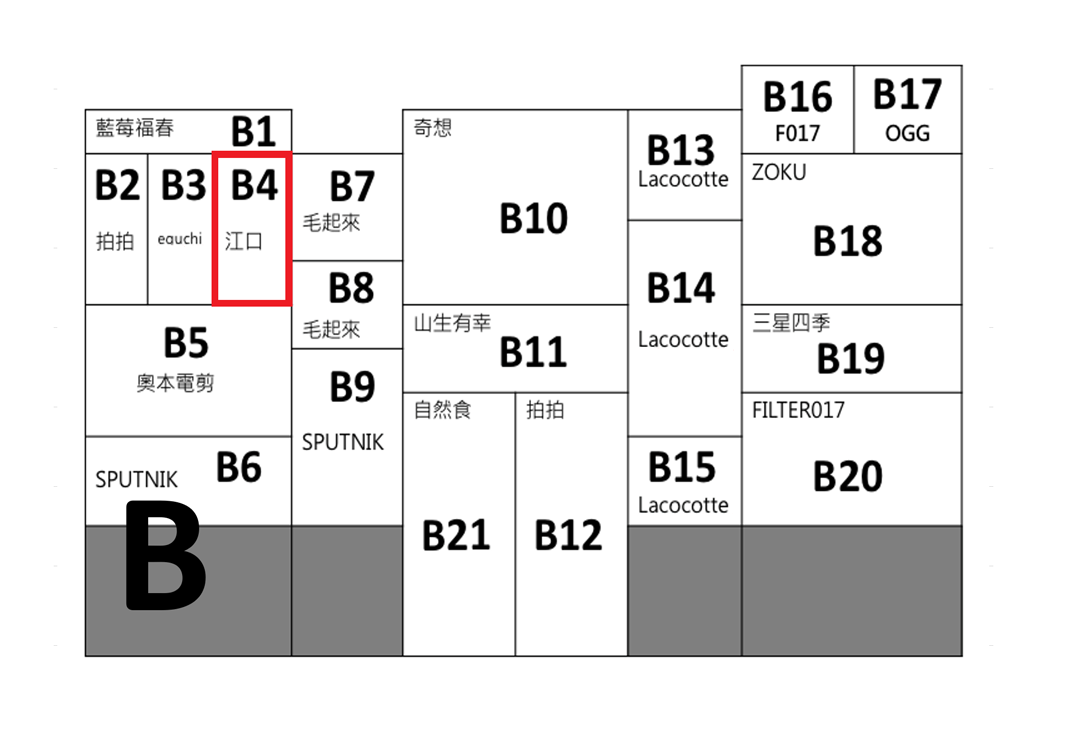 藍莓福春 B1
B2
拍拍
B3
eguchi
B4
江口
B5
奧本電剪
SPUTNIK B6
B7
毛起來
B8
毛起來
B9
SPUTNIK
奇想
B10
山生有幸
B11
自然食
B21
拍拍
B12
B13
Lacocotte
B14
Lacocotte
B15
Lacocotte
B16
F017
B17
OGG
ZOKU
B18
三星四季
B19
FILTER017
B20
B